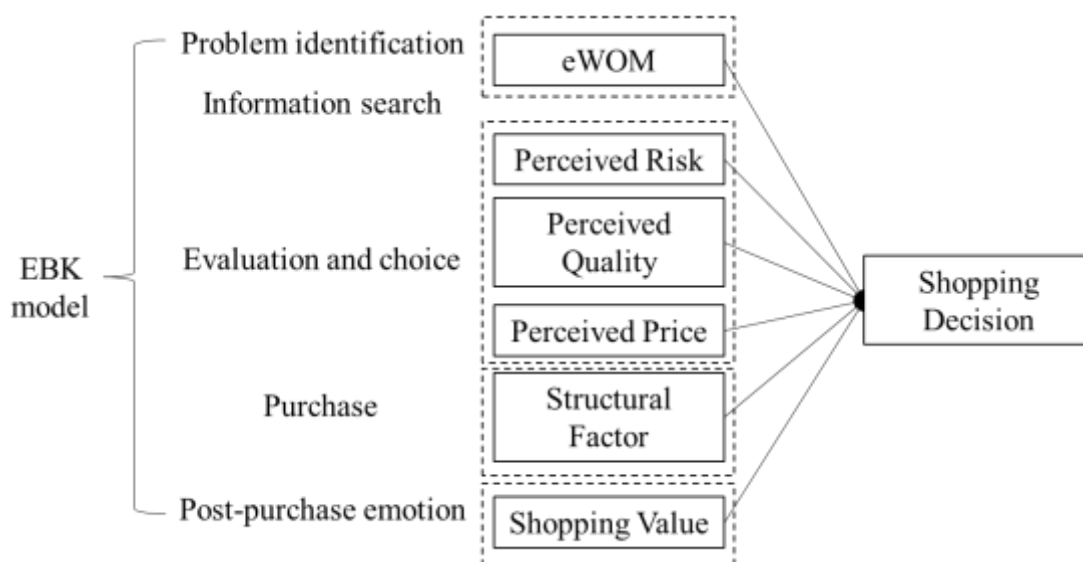 Problem identification
eWOM
Information search
Perceived Risk
Perceived
Quality
Evaluation and choice
EBK
model
Shopping
Decision
Perceived Price
Purchase
Structural
Factor
Post-purchase emotion
Shopping Value